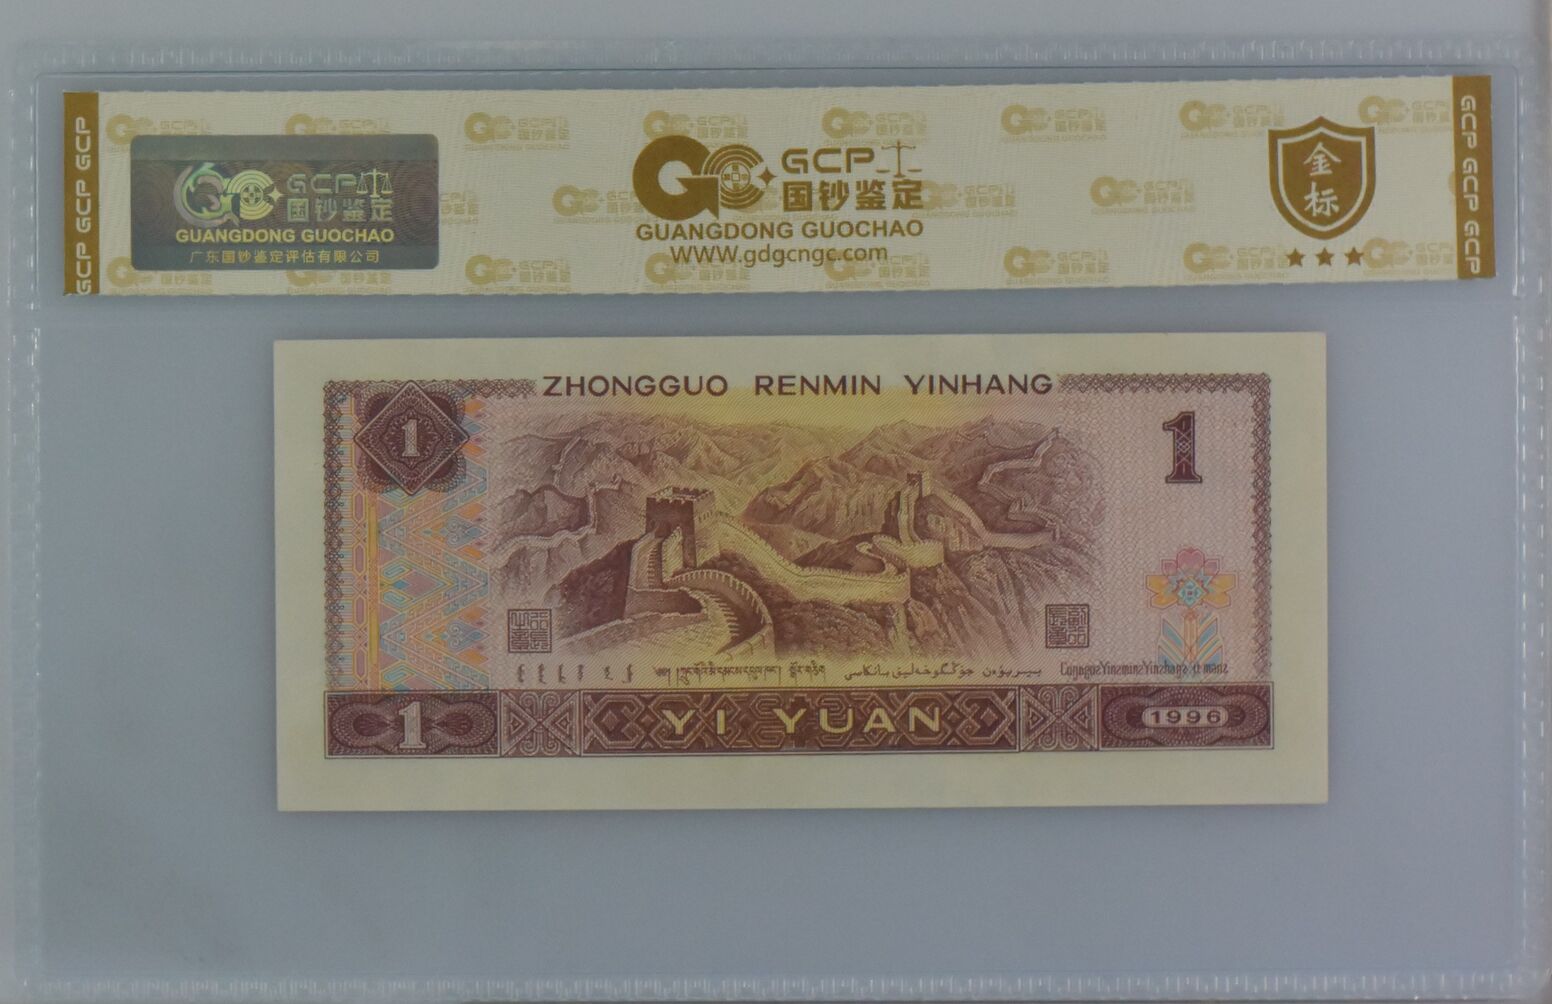 GCP GCP GCP
GCP 国钞鉴定
GUANGDONG GUOCHAO
广东国钞鉴定评估有限公司
GCP
国钞鉴定
GUANGDONG GUOCHAO
WWW.gdgcngc.com
金标
GCP GCP GCP
ZHONGGUO RENMIN YINHANG
1
1
1
YI YUAN
1996